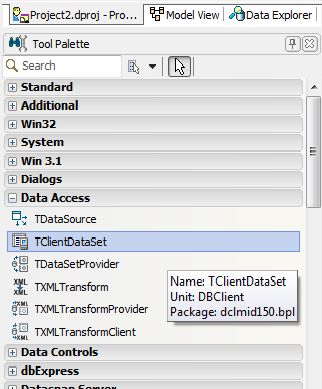 Project2.dproj - Pro...
Model View
Data Explorer
Tool Palette
Search
Standard
Additional
Win32
System
Win 3.1
Dialogs
Data Access
TDataSource
TClientDataSet
TDataSetProvider
TXMLTransform
TXMLTransformProvider
TXMLTransformClient
Name: TClientDataSet
Unit: DBClient
Package: dclmid150.bpl
Data Controls
dbExpress
Datasnap Server